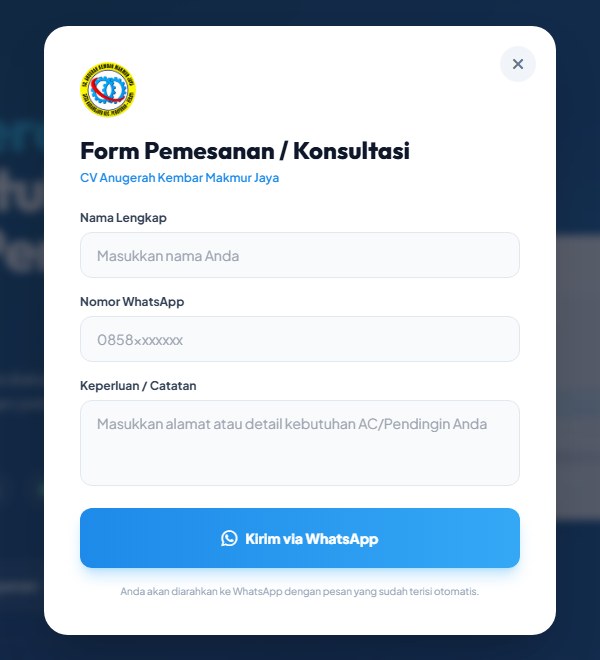 Form Pemesanan / Konsultasi
CV Anugerah Kembar Makmur Jaya
Nama Lengkap
Masukkan nama Anda
Nomor WhatsApp
0858xxxxxxx
Keperluan / Catatan
Masukkan alamat atau detail kebutuhan AC/Pendingin Anda
Kirim via WhatsApp
Anda akan diarahkan ke WhatsApp dengan pesan yang sudah terisi otomatis.